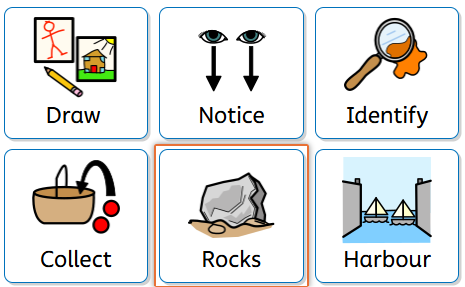 Draw
Notice
Identify
Collect
Rocks
Harbour